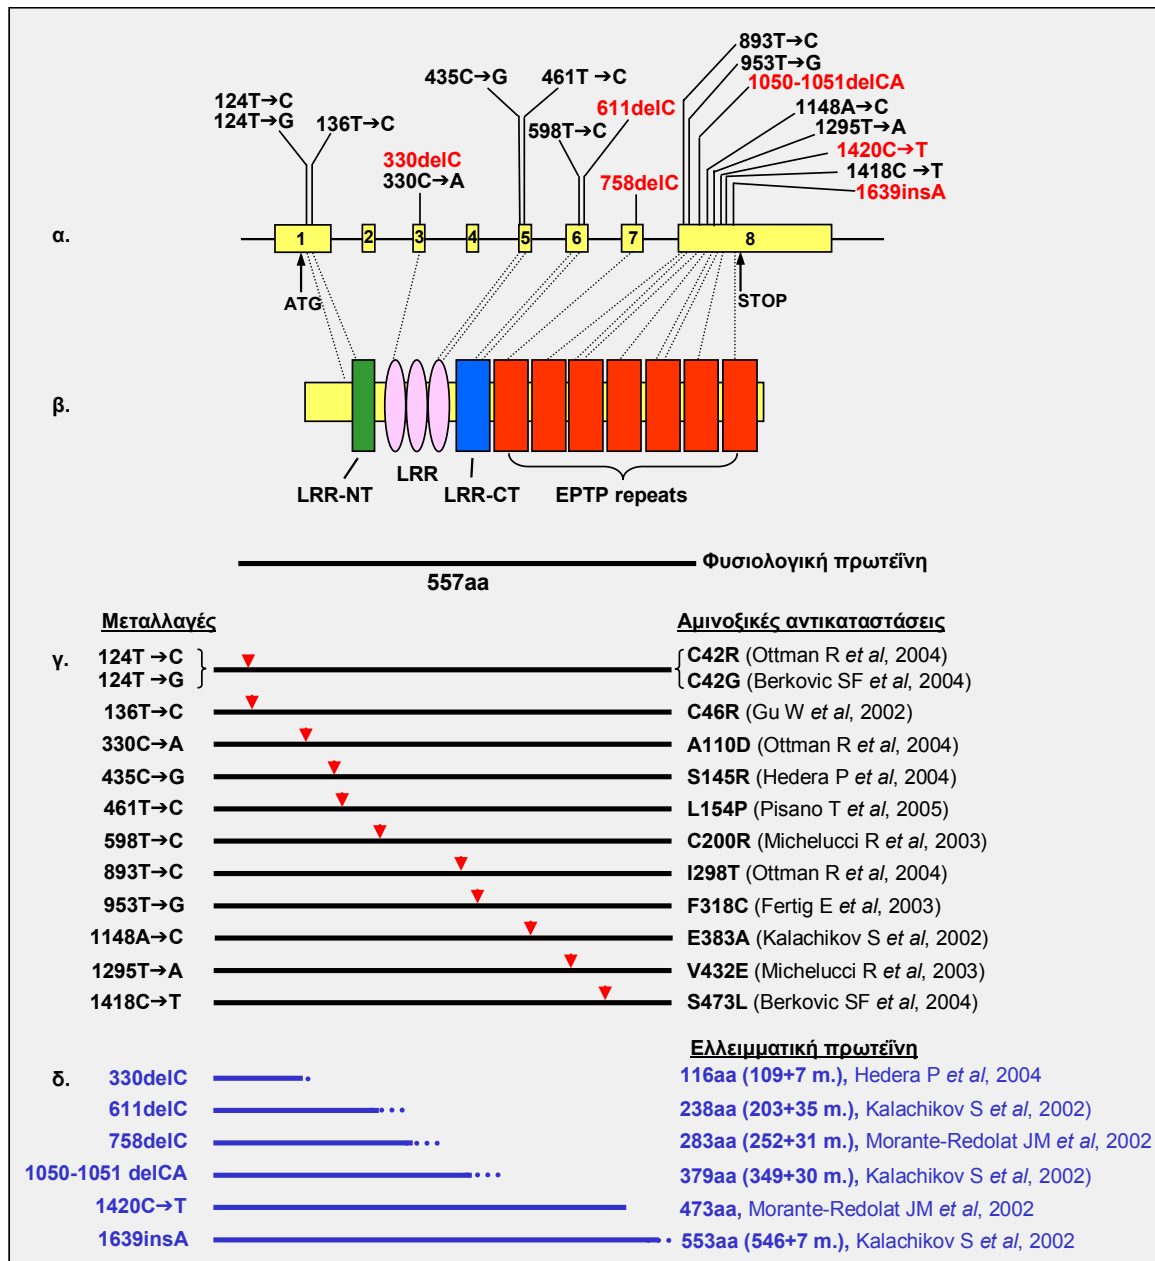 893T→C
953T→G
1050-1051delCA
1148A→C
1295T→A
1420C→T
1418C →T
1639insA
435C→G
461T →C
611delC
598T→C
124T→C
124T→G
136T→C
330delC
330C→A
758delC
α.
1 2 3 4 5 6 7 8
ATG
STOP
β.
LRR-NT
LRR
LRR-CT
EPTP repeats
Φυσιολογική πρωτεΐνη
557aa
Μεταλλαγές
Αμινοξικές αντικαταστάσεις
γ.
124T →C C42R (Ottman R et al, 2004)
124T →G C42G (Berkovic SF et al, 2004)
136T→C C46R (Gu W et al, 2002)
330C→A A110D (Ottman R et al, 2004)
435C→G S145R (Hedera P et al, 2004)
461T→C L154P (Pisano T et al, 2005)
598T→C C200R (Michelucci R et al, 2003)
893T→C I298T (Ottman R et al, 2004)
953T→G F318C (Fertig E et al, 2003)
1148A→C E383A (Kalachikov S et al, 2002)
1295T→A V432E (Michelucci R et al, 2003)
1418C→T S473L (Berkovic SF et al, 2004)
Ελλειμματική πρωτεΐνη
δ.
330delC 116aa (109+7 m.), Hedera P et al, 2004
611delC 238aa (203+35 m.), Kalachikov S et al, 2002)
758delC 283aa (252+31 m.), Morante-Redolat JM et al, 2002
1050-1051 delCA 379aa (349+30 m.), Kalachikov S et al, 2002)
1420C→T 473aa, Morante-Redolat JM et al, 2002
1639insA 553aa (546+7 m.), Kalachikov S et al, 2002